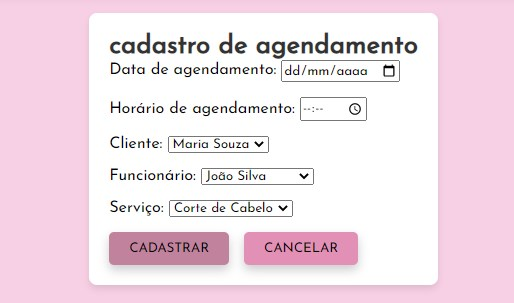 cadastro de agendamento
Data de agendamento: dd/mm/aaaa
Horário de agendamento: --:--
Cliente: Maria Souza
Funcionário: João Silva
Serviço: Corte de Cabelo
CADASTRAR CANCELAR